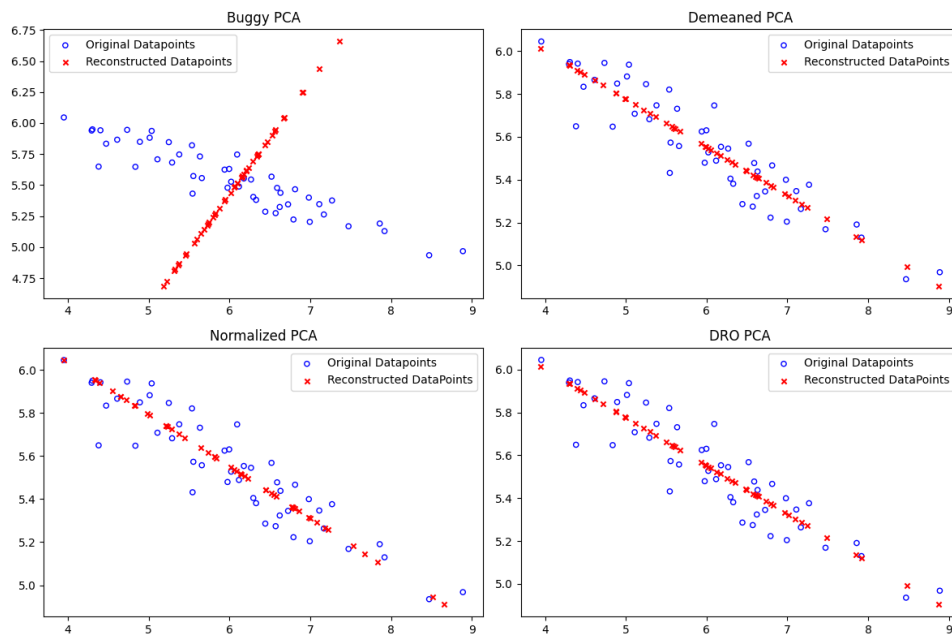 Buggy PCA
Original Datapoints
Reconstructed Datapoints
6.75
6.50
6.25
6.00
5.75
5.50
5.25
5.00
4.75
4 5 6 7 8 9
Demeaned PCA
Original Datapoints
Reconstructed DataPoints
6.0
5.8
5.6
5.4
5.2
5.0
4 5 6 7 8 9
Normalized PCA
Original Datapoints
Reconstructed DataPoints
6.0
5.8
5.6
5.4
5.2
5.0
4 5 6 7 8 9
DRO PCA
Original Datapoints
Reconstructed DataPoints
6.0
5.8
5.6
5.4
5.2
5.0
4 5 6 7 8 9